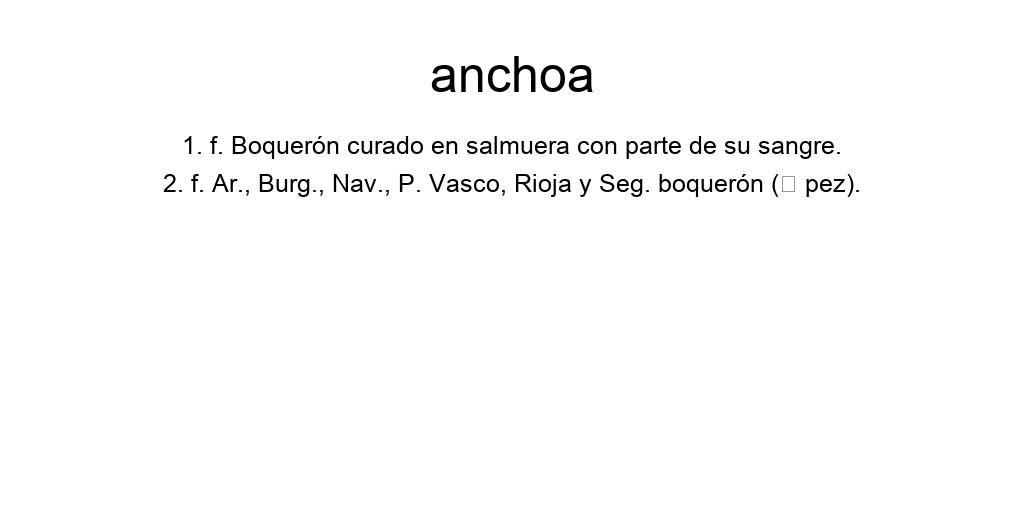 anchoa
1. f. Boquerón curado en salmuera con parte de su sangre.
2. f. Ar., Burg., Nav., P. Vasco, Rioja y Seg. boquerón (□ pez).